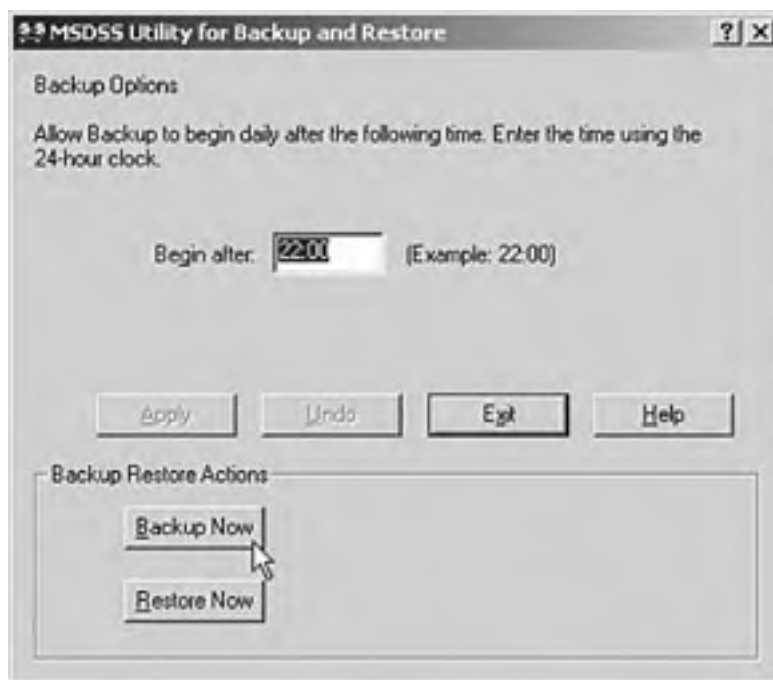 MSDSS Utility for Backup and Restore
Backup Options
Allow Backup to begin daily after the following time. Enter the time using the
24-hour clock.
Begin after: 22:00 (Example: 22:00)
Apply Undo Exit Help
Backup Restore Actions
Backup Now
Restore Now